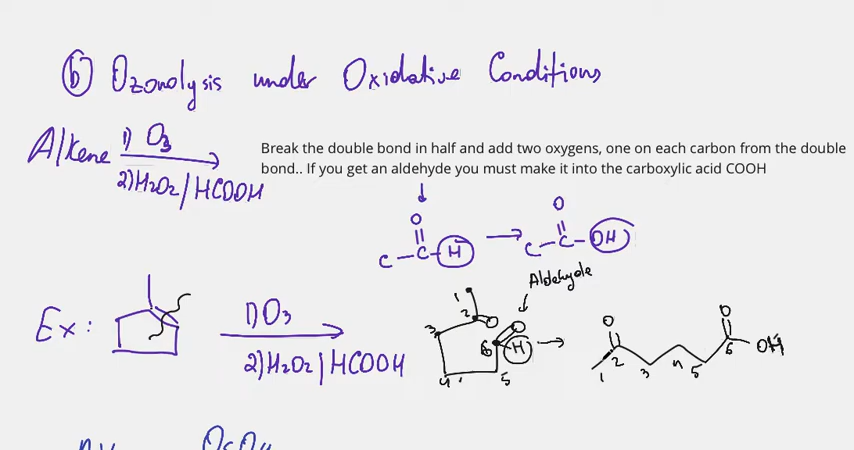 (b) Ozonolysis under Oxidative Conditions
Alkene 1) O3
2) H2O2 / HCOOH
Break the double bond in half and add two oxygens, one on each carbon from the double
bond.. If you get an aldehyde you must make it into the carboxylic acid COOH
O O
C - C - H → C - C - OH
Aldehyde
Ex: 1) O3
2) H2O2 | HCOOH
1 2 3 4 5 6 O O H
O O OH
1 2 3 4 5 6
OsO4